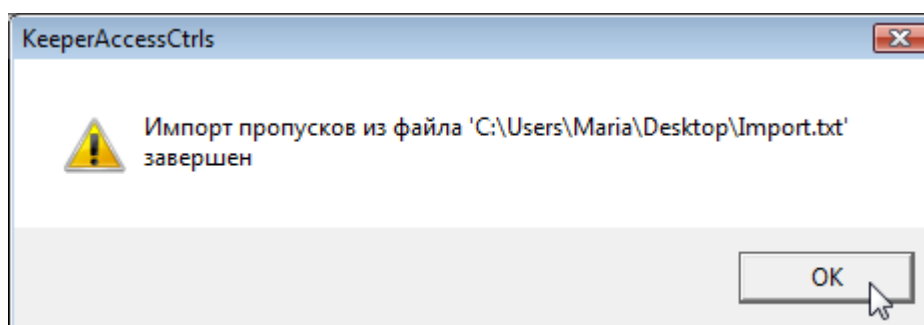 KeeperAccessCtrls
Импорт пропусков из файла 'C:\Users\Maria\Desktop\Import.txt'
завершен
OK